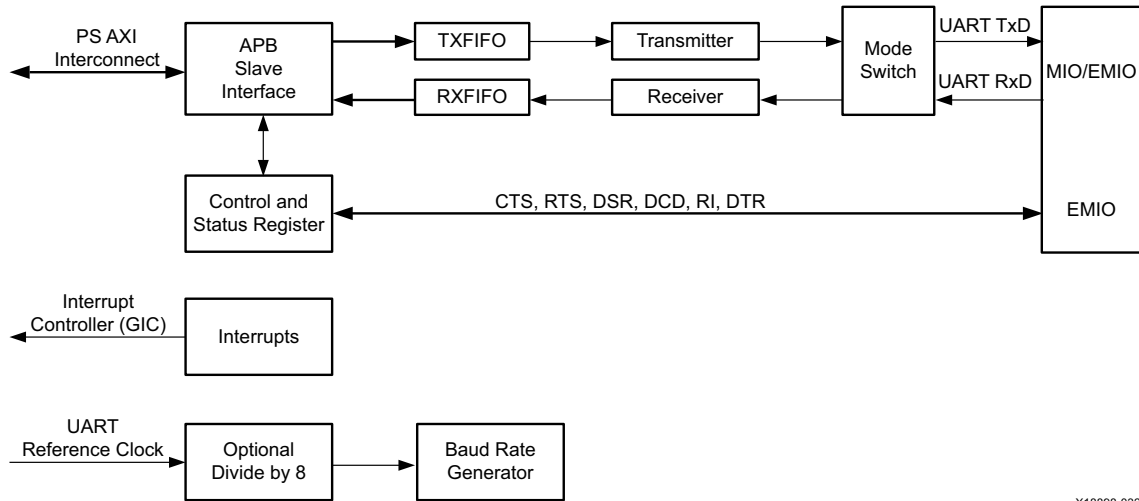 PS AXI
Interconnect
APB
Slave
Interface
TXFIFO
Transmitter
Mode
Switch
UART TxD
MIO/EMIO
RXFIFO
Receiver
UART RxD
Control and
Status Register
CTS, RTS, DSR, DCD, RI, DTR
EMIO
Interrupt
Controller (GIC)
Interrupts
UART
Reference Clock
Optional
Divide by 8
Baud Rate
Generator